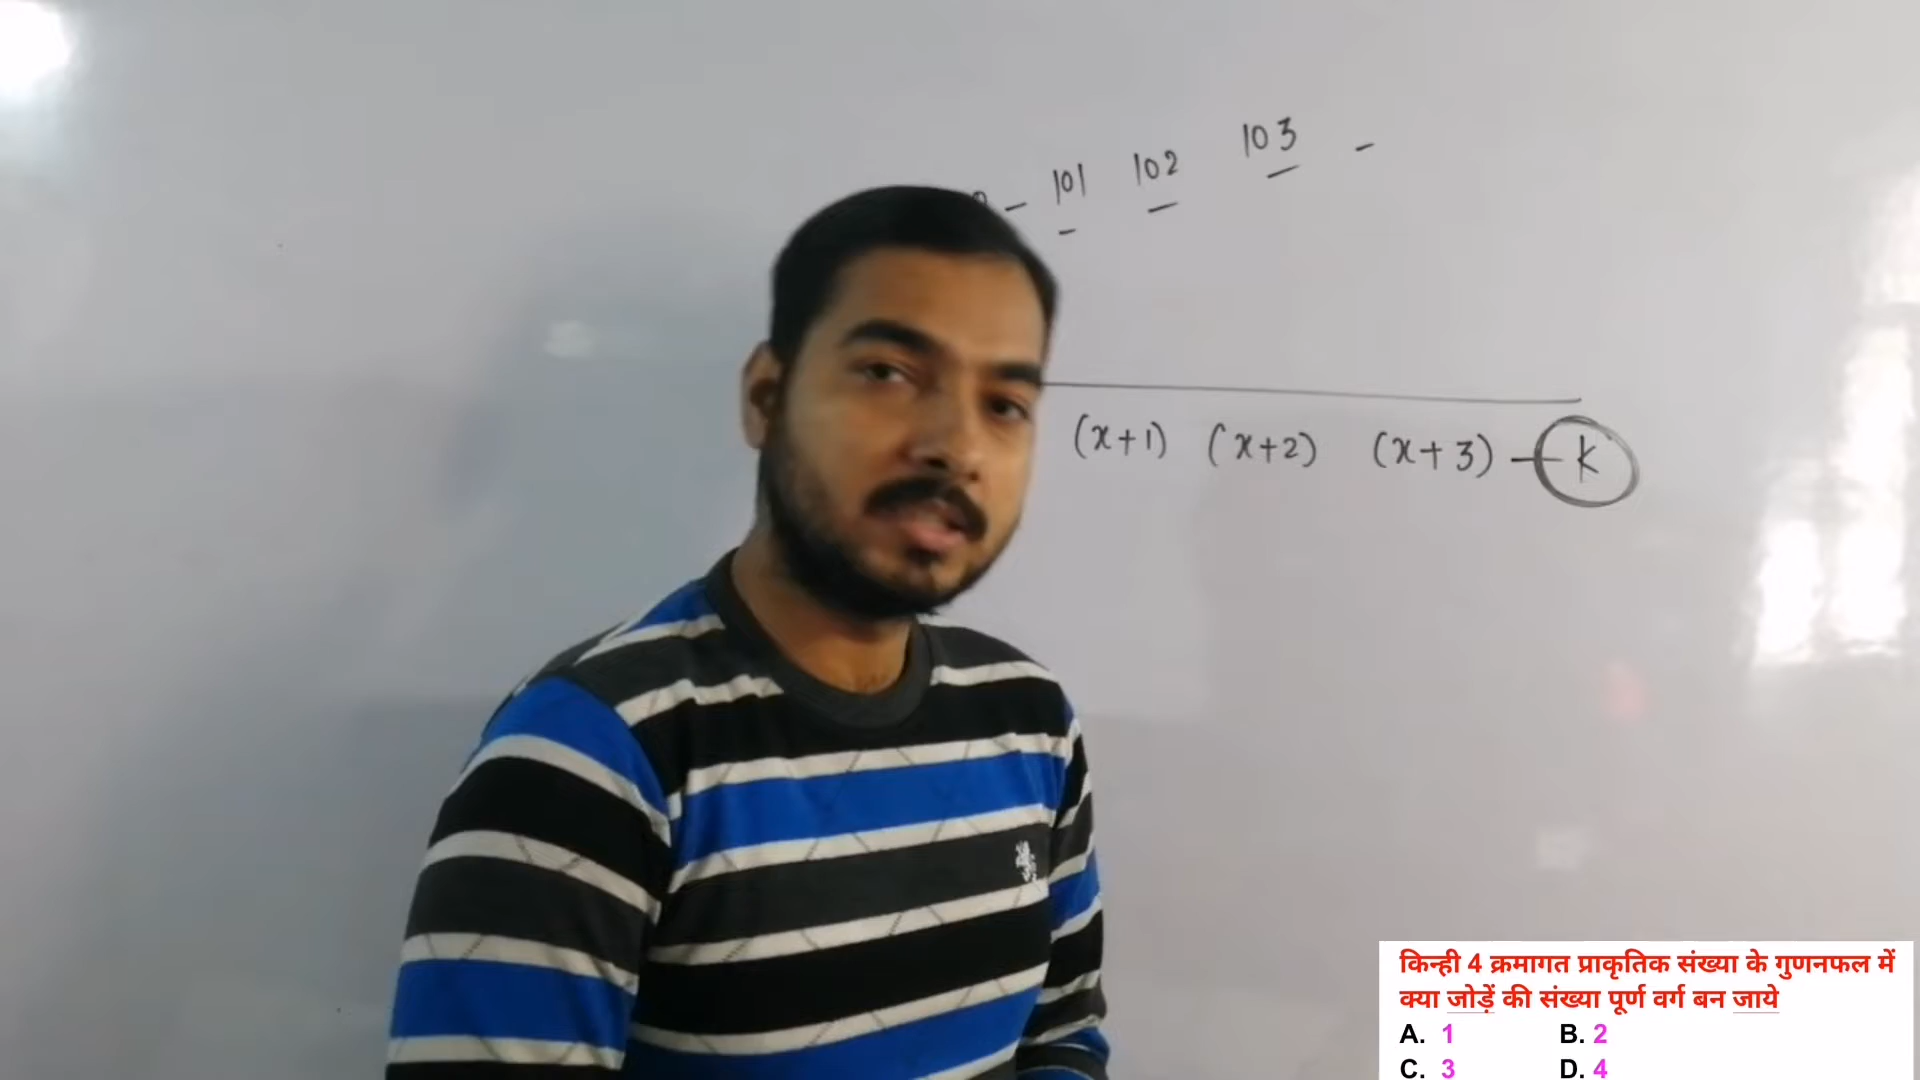 101 102 103 -
(x+1) (x+2) (x+3) - k
किन्ही 4 क्रमागत प्राकृतिक संख्या के गुणनफल में
क्या जोड़ें की संख्या पूर्ण वर्ग बन जाये
A. 1 B. 2
C. 3 D. 4